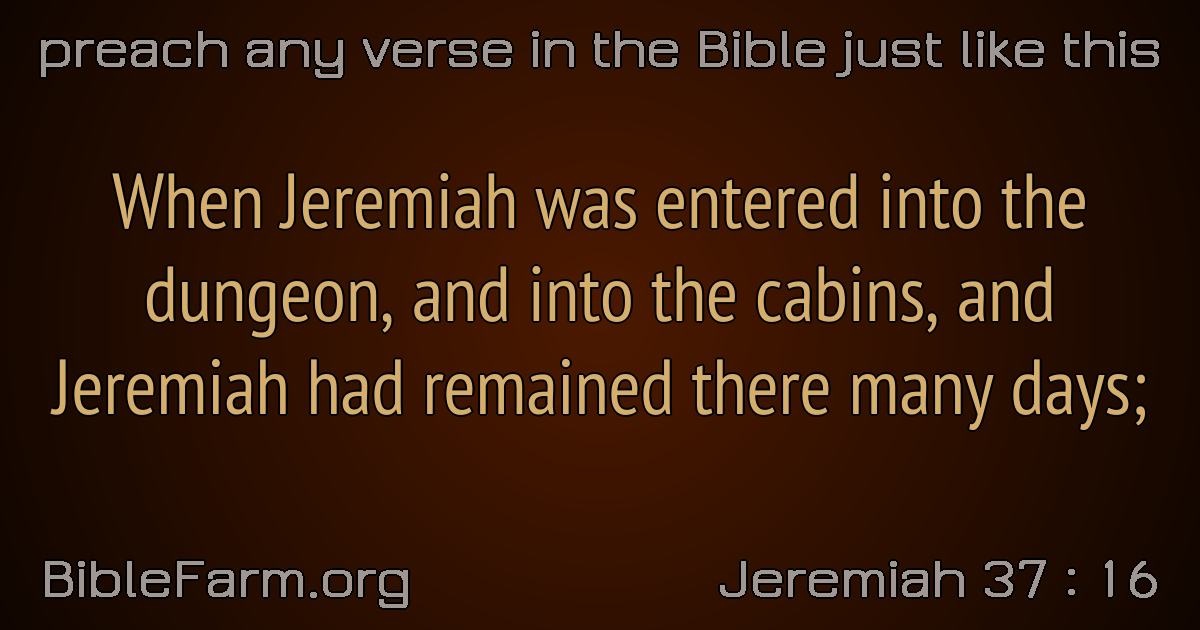 preach any verse in the Bible just like this
When Jeremiah was entered into the
dungeon, and into the cabins, and
Jeremiah had remained there many days;
BibleFarm.org
Jeremiah 37 : 16